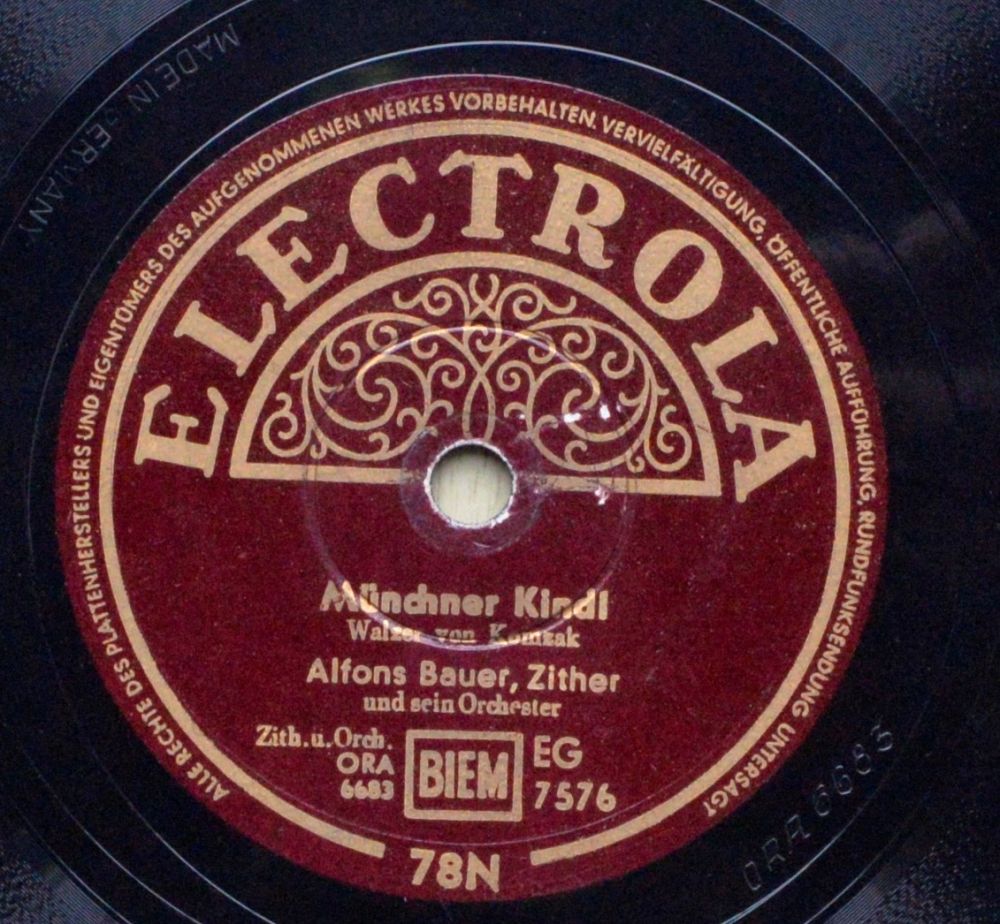 MADE IN GERMANY
ALLE RECHTE DES PLATTENHERSTELLERS UND EIGENTÜMERS DES AUFGENOMMENEN WERKES VORBEHALTEN. VERVIELFÄLTIGUNG, ÖFFENTLICHE AUFFÜHRUNG, RUNDFUNKSENDUNG UNTERSAGT
ELECTROLA
Münchner Kindl
Walzer von Komzak
Alfons Bauer, Zither
und sein Orchester
Zith. u. Orch.
ORA
6683
BIEM
EG
7576
78N
ORA 6683